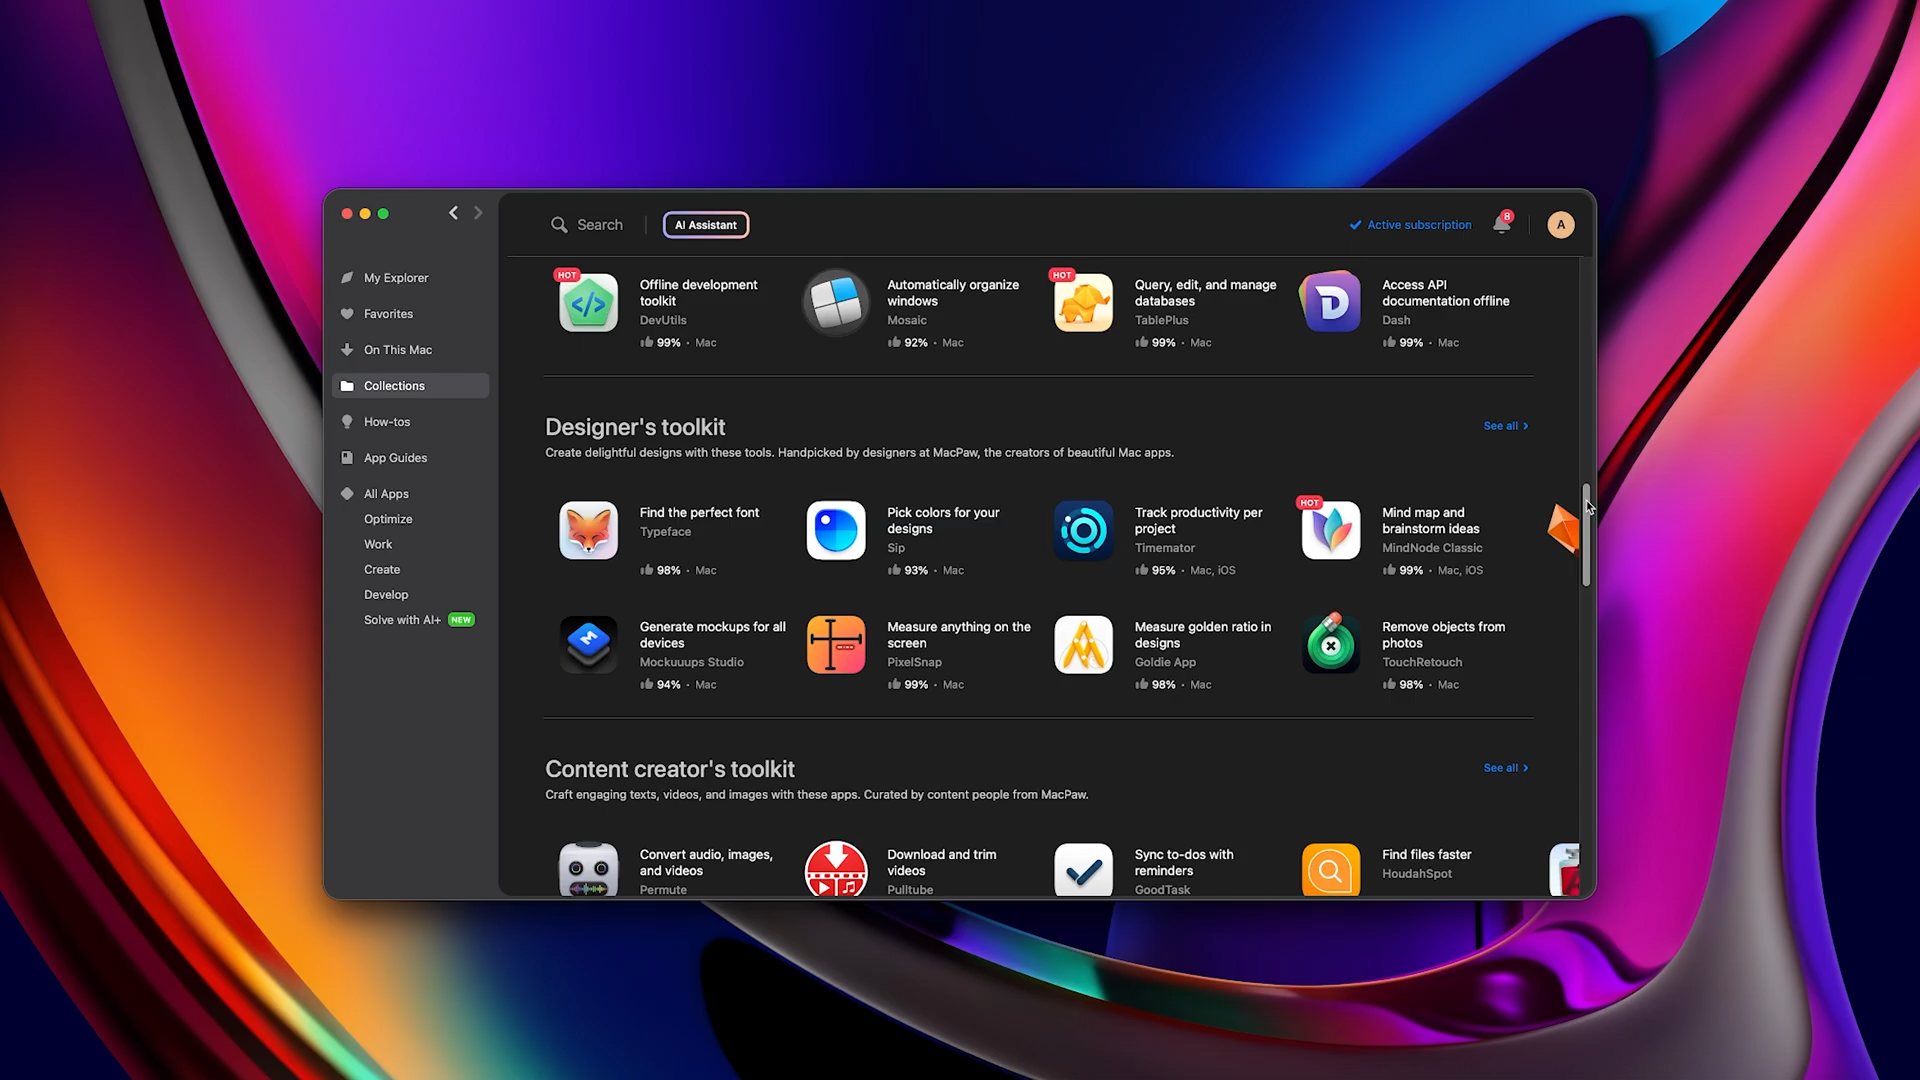 Search
AI Assistant
Active subscription
8
A
My Explorer
Favorites
On This Mac
Collections
How-tos
App Guides
All Apps
Optimize
Work
Create
Develop
Solve with AI+ NEW
HOT
Offline development
toolkit
DevUtils
99% · Mac
Automatically organize
windows
Mosaic
92% · Mac
HOT
Query, edit, and manage
databases
TablePlus
99% · Mac
D
Access API
documentation offline
Dash
99% · Mac
Designer's toolkit
See all
Create delightful designs with these tools. Handpicked by designers at MacPaw, the creators of beautiful Mac apps.
Find the perfect font
Typeface
98% · Mac
Pick colors for your
designs
Sip
93% · Mac
Track productivity per
project
Timemator
95% · Mac, iOS
HOT
Mind map and
brainstorm ideas
MindNode Classic
99% · Mac, iOS
M
Generate mockups for all
devices
Mockuuups Studio
94% · Mac
Measure anything on the
screen
PixelSnap
99% · Mac
Measure golden ratio in
designs
Goldie App
98% · Mac
Remove objects from
photos
TouchRetouch
98% · Mac
Content creator's toolkit
See all
Craft engaging texts, videos, and images with these apps. Curated by content people from MacPaw.
Convert audio, images,
and videos
Permute
Download and trim
videos
Pulltube
Sync to-dos with
reminders
GoodTask
Find files faster
HoudahSpot